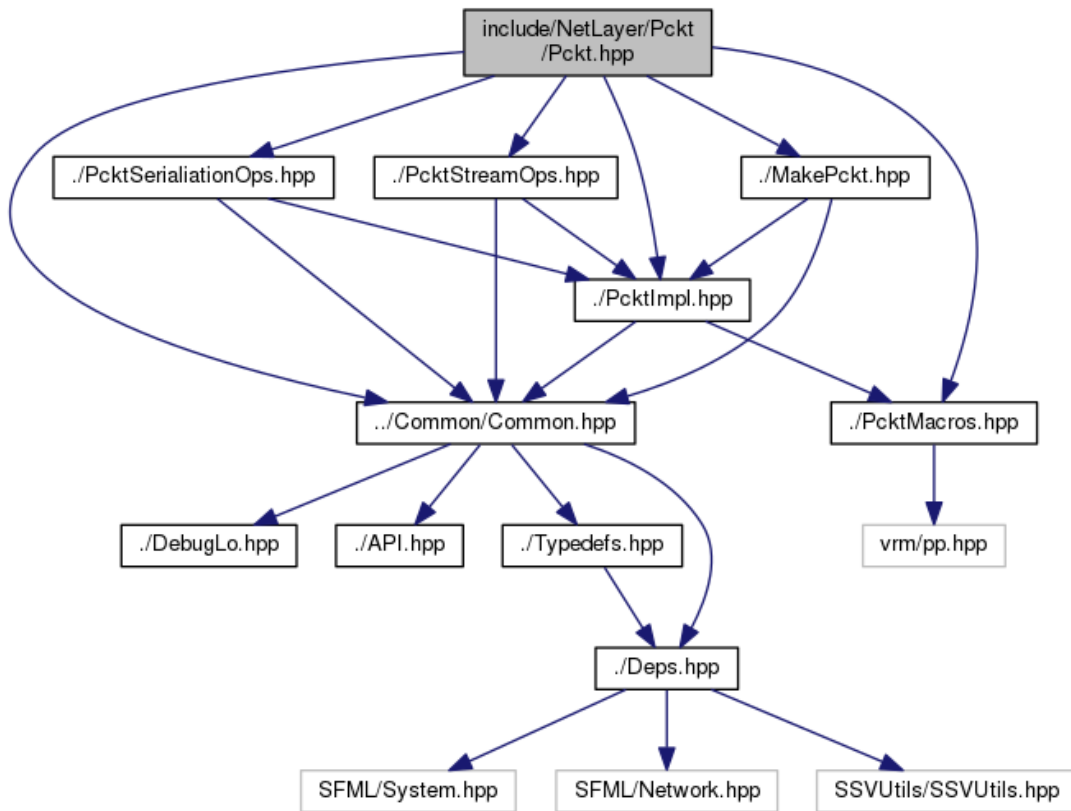 include/NetLayer/Pckt
/Pckt.hpp
./PcktSerialiationOps.hpp
./PcktStreamOps.hpp
./MakePckt.hpp
./PcktImpl.hpp
../Common/Common.hpp
./PcktMacros.hpp
./DebugLo.hpp
./API.hpp
./Typedefs.hpp
vrm/pp.hpp
./Deps.hpp
SFML/System.hpp
SFML/Network.hpp
SSVUtils/SSVUtils.hpp